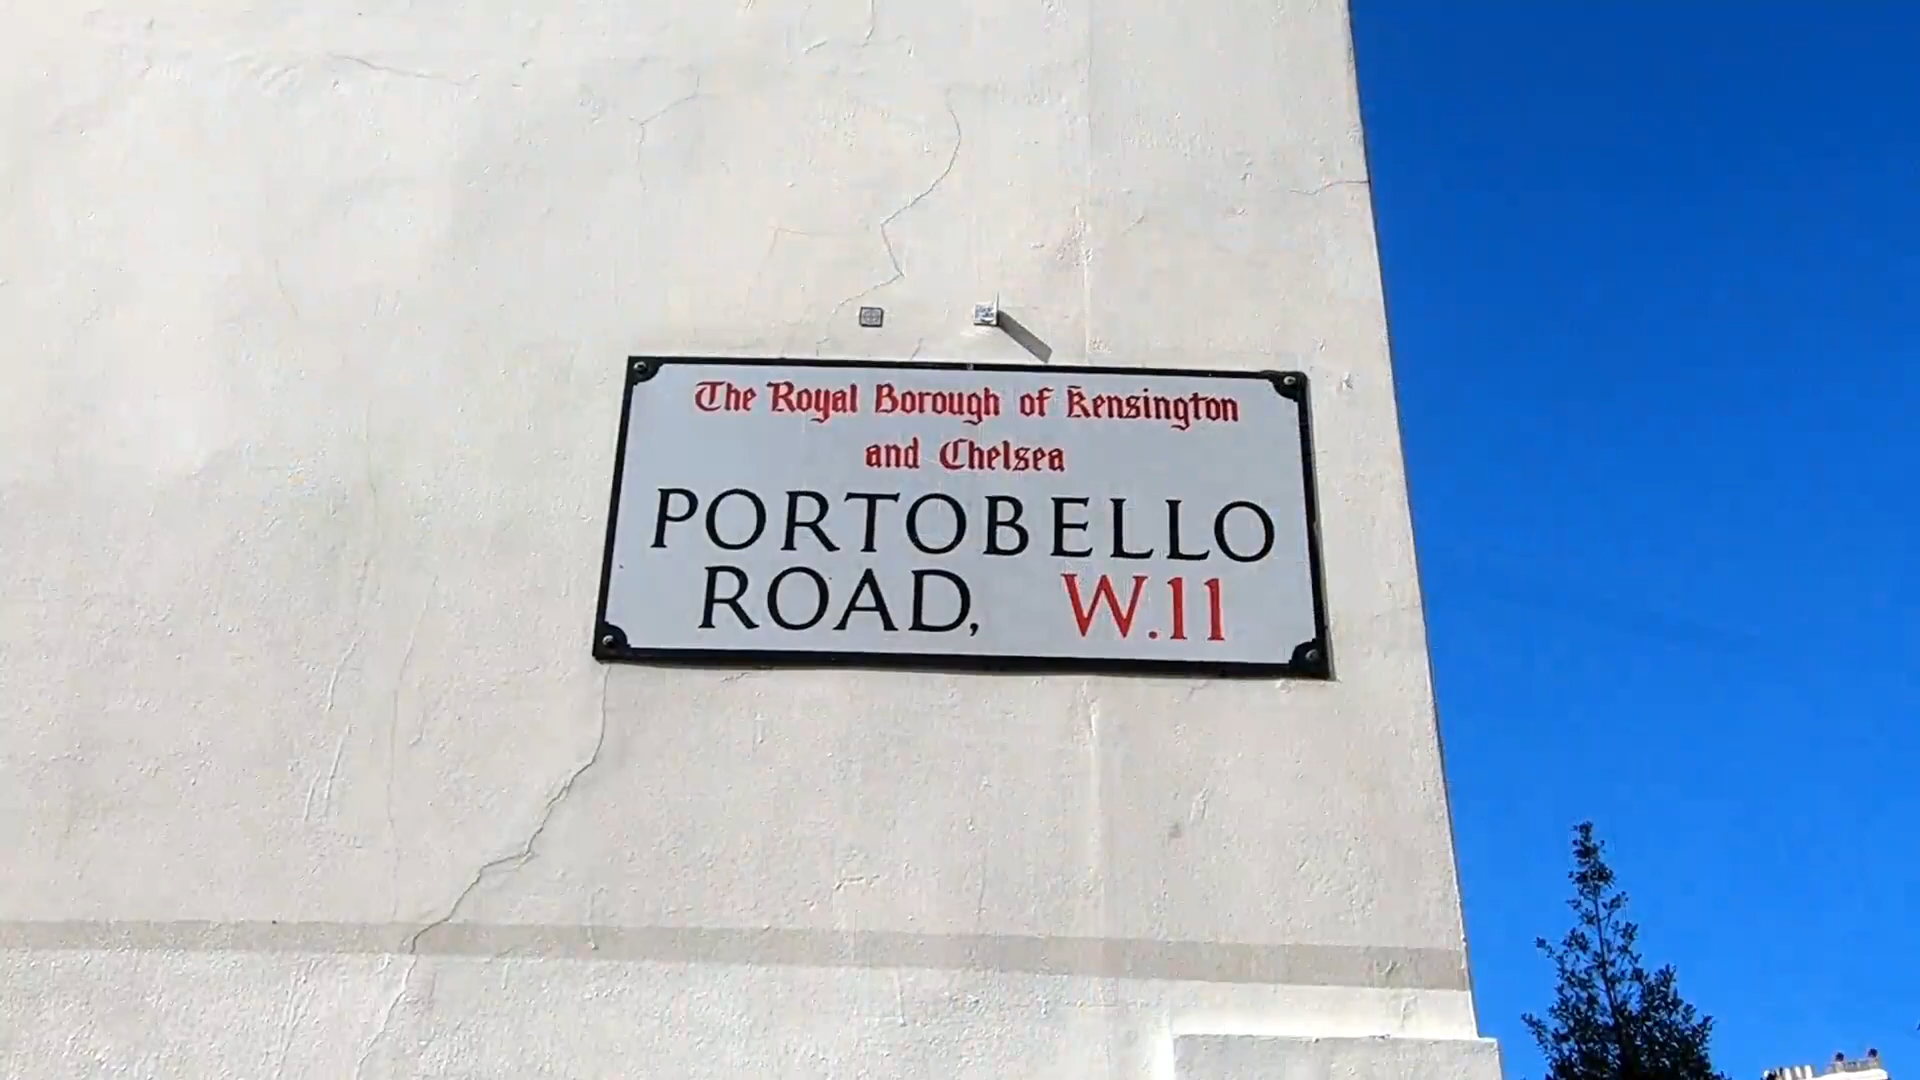 The Royal Borough of Kensington
and Chelsea
PORTOBELLO
ROAD, W.11